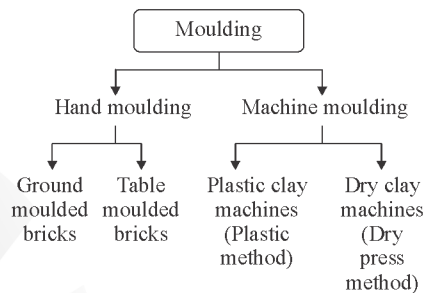 Moulding
Hand moulding
Machine moulding
Ground
moulded
bricks
Table
moulded
bricks
Plastic clay
machines
(Plastic
method)
Dry clay
machines
(Dry
press
method)